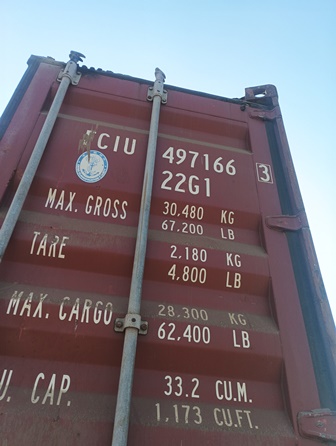 CIU 497166 3
22G1
MAX. GROSS 30,480 KG
67,200 LB
TARE 2,180 KG
4,800 LB
MAX. CARGO 28,300 KG
62,400 LB
U. CAP. 33.2 CU.M.
1,173 CU.FT.